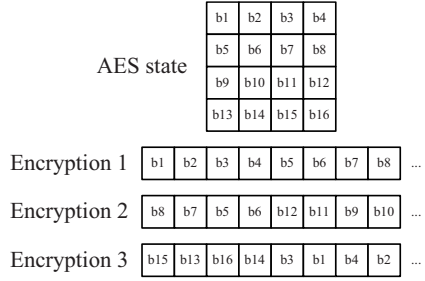 b1 b2 b3 b4
b5 b6 b7 b8
AES state
b9 b10 b11 b12
b13 b14 b15 b16
Encryption 1 b1 b2 b3 b4 b5 b6 b7 b8 ...
Encryption 2 b8 b7 b5 b6 b12 b11 b9 b10 ...
Encryption 3 b15 b13 b16 b14 b3 b1 b4 b2 ...